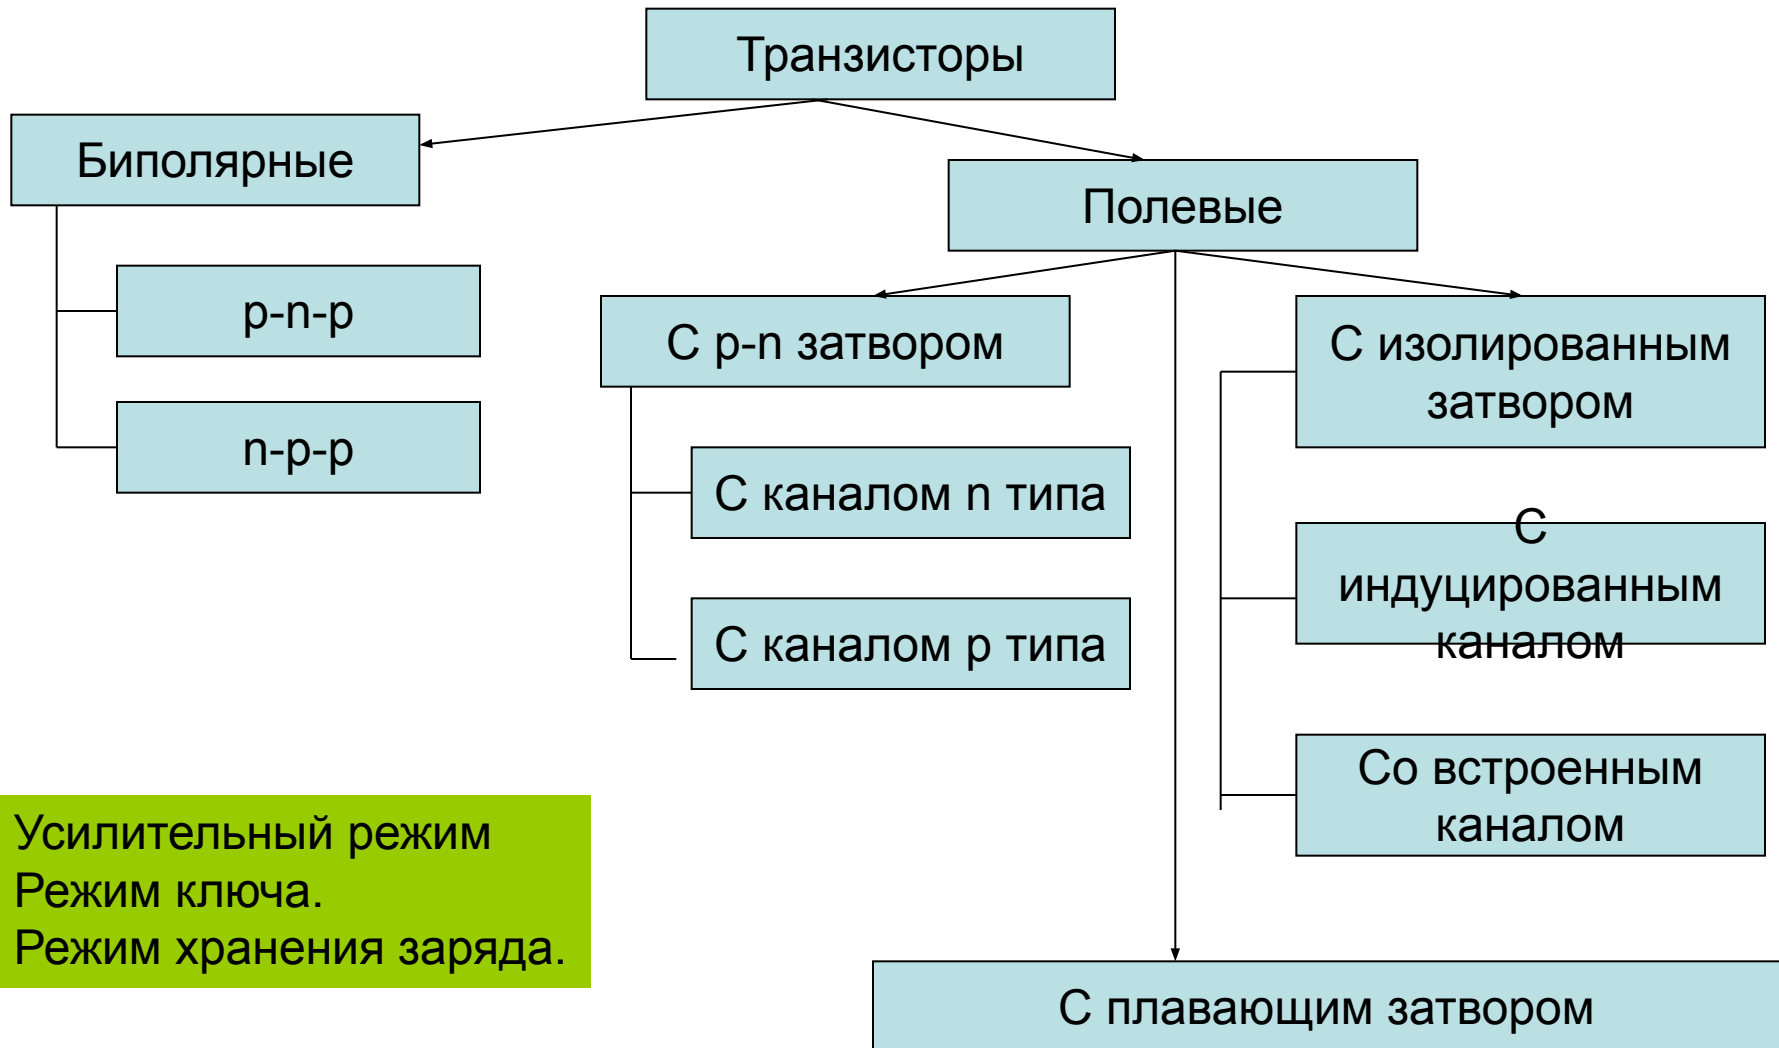 Транзисторы
Биполярные
p-n-p
n-p-p
Полевые
С p-n затвором
С каналом n типа
С каналом p типа
С изолированным
затвором
С
индуцированным
каналом
Со встроенным
каналом
С плавающим затвором
Усилительный режим
Режим ключа.
Режим хранения заряда.